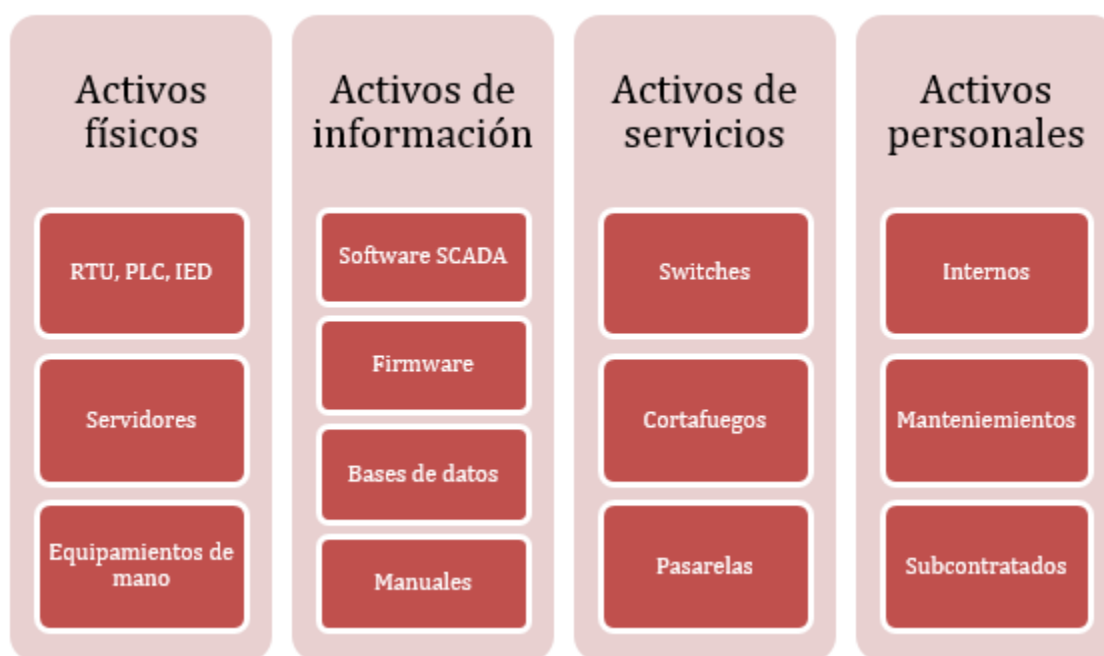 Activos
físicos
RTU, PLC, IED
Servidores
Equipamientos de
mano
Activos de
información
Software SCADA
Firmware
Bases de datos
Manuales
Activos de
servicios
Switches
Cortafuegos
Pasarelas
Activos
personales
Internos
Manteniemientos
Subcontratados